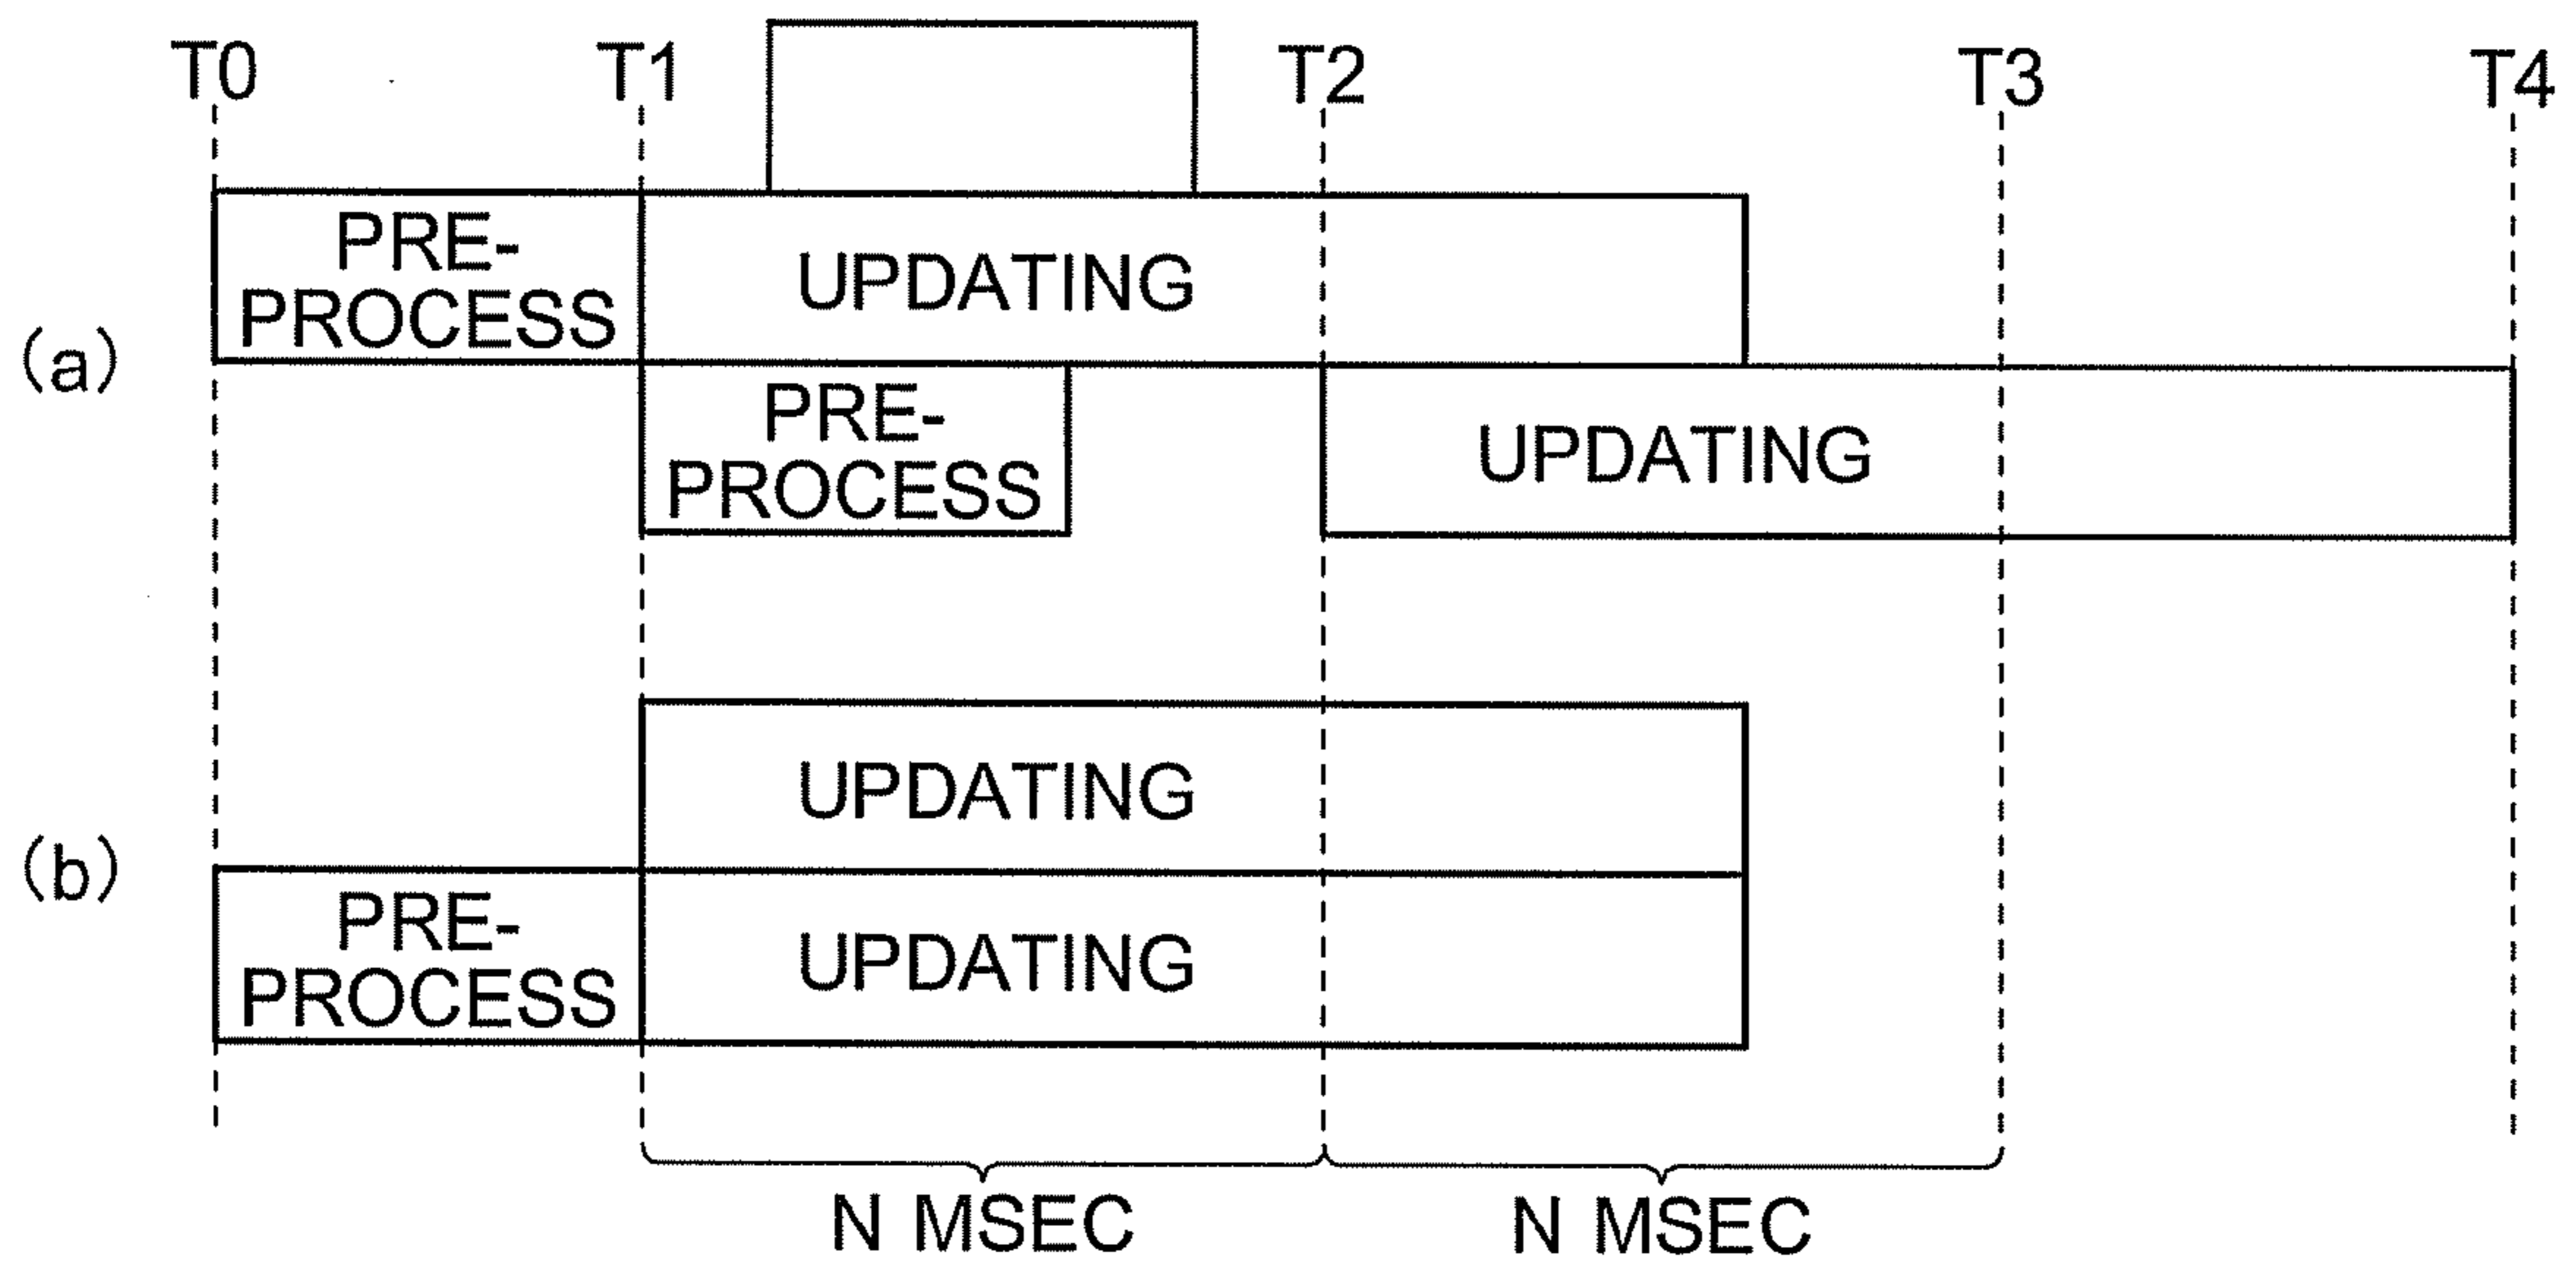 T0 T1 T2 T3 T4
PRE-
PROCESS
UPDATING
(a)
PRE-
PROCESS
UPDATING
UPDATING
(b)
PRE-
PROCESS
UPDATING
N MSEC N MSEC